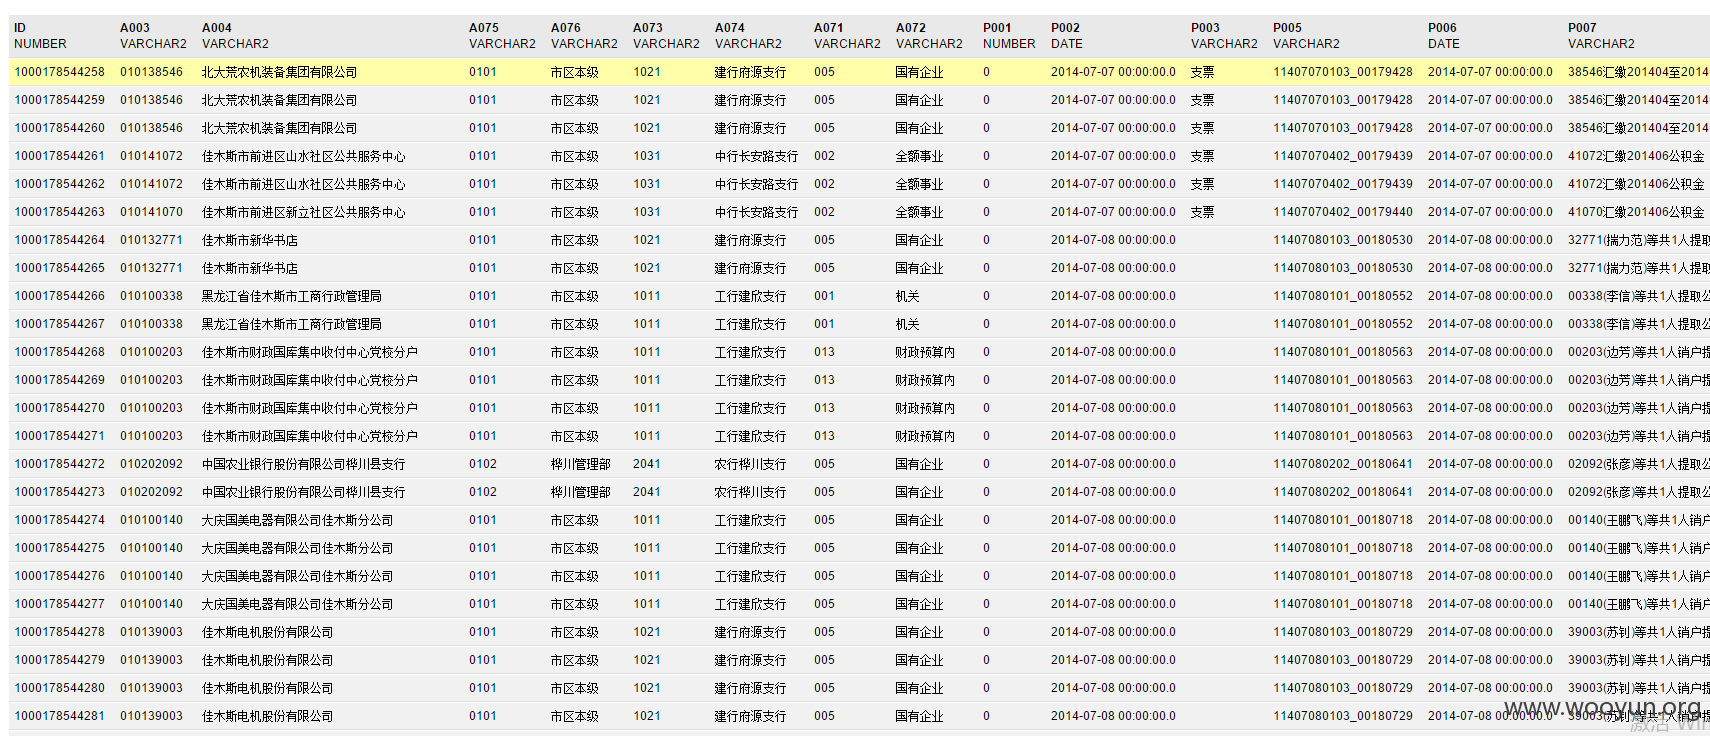 ID A003 A004 A075 A076 A073 A074 A071 A072 P001 P002 P003 P005 P006 P007
NUMBER VARCHAR2 VARCHAR2 VARCHAR2 VARCHAR2 VARCHAR2 VARCHAR2 VARCHAR2 VARCHAR2 NUMBER DATE VARCHAR2 VARCHAR2 DATE VARCHAR2
1000178544258 010138546 北大荒农机装备集团有限公司 0101 市区本级 1021 建行府源支行 005 国有企业 0 2014-07-07 00:00:00.0 支票 11407070103_00179428 2014-07-07 00:00:00.0 38546汇缴201404至2014
1000178544259 010138546 北大荒农机装备集团有限公司 0101 市区本级 1021 建行府源支行 005 国有企业 0 2014-07-07 00:00:00.0 支票 11407070103_00179428 2014-07-07 00:00:00.0 38546汇缴201404至2014
1000178544260 010138546 北大荒农机装备集团有限公司 0101 市区本级 1021 建行府源支行 005 国有企业 0 2014-07-07 00:00:00.0 支票 11407070103_00179428 2014-07-07 00:00:00.0 38546汇缴201404至2014
1000178544261 010141072 佳木斯市前进区山水社区公共服务中心 0101 市区本级 1031 中行长安路支行 002 全额事业 0 2014-07-07 00:00:00.0 支票 11407070402_00179439 2014-07-07 00:00:00.0 41072汇缴201406公积金
1000178544262 010141072 佳木斯市前进区山水社区公共服务中心 0101 市区本级 1031 中行长安路支行 002 全额事业 0 2014-07-07 00:00:00.0 支票 11407070402_00179439 2014-07-07 00:00:00.0 41072汇缴201406公积金
1000178544263 010141070 佳木斯市前进区新立社区公共服务中心 0101 市区本级 1031 中行长安路支行 002 全额事业 0 2014-07-07 00:00:00.0 支票 11407070402_00179440 2014-07-07 00:00:00.0 41070汇缴201406公积金
1000178544264 010132771 佳木斯市新华书店 0101 市区本级 1021 建行府源支行 005 国有企业 0 2014-07-08 00:00:00.0 11407080103_00180530 2014-07-08 00:00:00.0 32771(揣力范)等共1人提取
1000178544265 010132771 佳木斯市新华书店 0101 市区本级 1021 建行府源支行 005 国有企业 0 2014-07-08 00:00:00.0 11407080103_00180530 2014-07-08 00:00:00.0 32771(揣力范)等共1人提取
1000178544266 010100338 黑龙江省佳木斯市工商行政管理局 0101 市区本级 1011 工行建欣支行 001 机关 0 2014-07-08 00:00:00.0 11407080101_00180552 2014-07-08 00:00:00.0 00338(李信)等共1人提取公
1000178544267 010100338 黑龙江省佳木斯市工商行政管理局 0101 市区本级 1011 工行建欣支行 001 机关 0 2014-07-08 00:00:00.0 11407080101_00180552 2014-07-08 00:00:00.0 00338(李信)等共1人提取公
1000178544268 010100203 佳木斯市财政国库集中收付中心党校分户 0101 市区本级 1011 工行建欣支行 013 财政预算内 0 2014-07-08 00:00:00.0 11407080101_00180563 2014-07-08 00:00:00.0 00203(边芳)等共1人销户提
1000178544269 010100203 佳木斯市财政国库集中收付中心党校分户 0101 市区本级 1011 工行建欣支行 013 财政预算内 0 2014-07-08 00:00:00.0 11407080101_00180563 2014-07-08 00:00:00.0 00203(边芳)等共1人销户提
1000178544270 010100203 佳木斯市财政国库集中收付中心党校分户 0101 市区本级 1011 工行建欣支行 013 财政预算内 0 2014-07-08 00:00:00.0 11407080101_00180563 2014-07-08 00:00:00.0 00203(边芳)等共1人销户提
1000178544271 010100203 佳木斯市财政国库集中收付中心党校分户 0101 市区本级 1011 工行建欣支行 013 财政预算内 0 2014-07-08 00:00:00.0 11407080101_00180563 2014-07-08 00:00:00.0 00203(边芳)等共1人销户提
1000178544272 010202092 中国农业银行股份有限公司桦川县支行 0102 桦川管理部 2041 农行桦川支行 005 国有企业 0 2014-07-08 00:00:00.0 11407080202_00180641 2014-07-08 00:00:00.0 02092(张彦)等共1人提取公
1000178544273 010202092 中国农业银行股份有限公司桦川县支行 0102 桦川管理部 2041 农行桦川支行 005 国有企业 0 2014-07-08 00:00:00.0 11407080202_00180641 2014-07-08 00:00:00.0 02092(张彦)等共1人提取公
1000178544274 010100140 大庆国美电器有限公司佳木斯分公司 0101 市区本级 1011 工行建欣支行 005 国有企业 0 2014-07-08 00:00:00.0 11407080101_00180718 2014-07-08 00:00:00.0 00140(王鹏飞)等共1人销户
1000178544275 010100140 大庆国美电器有限公司佳木斯分公司 0101 市区本级 1011 工行建欣支行 005 国有企业 0 2014-07-08 00:00:00.0 11407080101_00180718 2014-07-08 00:00:00.0 00140(王鹏飞)等共1人销户
1000178544276 010100140 大庆国美电器有限公司佳木斯分公司 0101 市区本级 1011 工行建欣支行 005 国有企业 0 2014-07-08 00:00:00.0 11407080101_00180718 2014-07-08 00:00:00.0 00140(王鹏飞)等共1人销户
1000178544277 010100140 大庆国美电器有限公司佳木斯分公司 0101 市区本级 1011 工行建欣支行 005 国有企业 0 2014-07-08 00:00:00.0 11407080101_00180718 2014-07-08 00:00:00.0 00140(王鹏飞)等共1人销户
1000178544278 010139003 佳木斯电机股份有限公司 0101 市区本级 1021 建行府源支行 005 国有企业 0 2014-07-08 00:00:00.0 11407080103_00180729 2014-07-08 00:00:00.0 39003(苏钊)等共1人销户提
1000178544279 010139003 佳木斯电机股份有限公司 0101 市区本级 1021 建行府源支行 005 国有企业 0 2014-07-08 00:00:00.0 11407080103_00180729 2014-07-08 00:00:00.0 39003(苏钊)等共1人销户提
1000178544280 010139003 佳木斯电机股份有限公司 0101 市区本级 1021 建行府源支行 005 国有企业 0 2014-07-08 00:00:00.0 11407080103_00180729 2014-07-08 00:00:00.0 39003(苏钊)等共1人销户提
1000178544281 010139003 佳木斯电机股份有限公司 0101 市区本级 1021 建行府源支行 005 国有企业 0 2014-07-08 00:00:00.0 11407080103_00180729 2014-07-08 00:00:00.0 39003(苏钊)等共1人销户提
www.wooyun.org
激活 Win